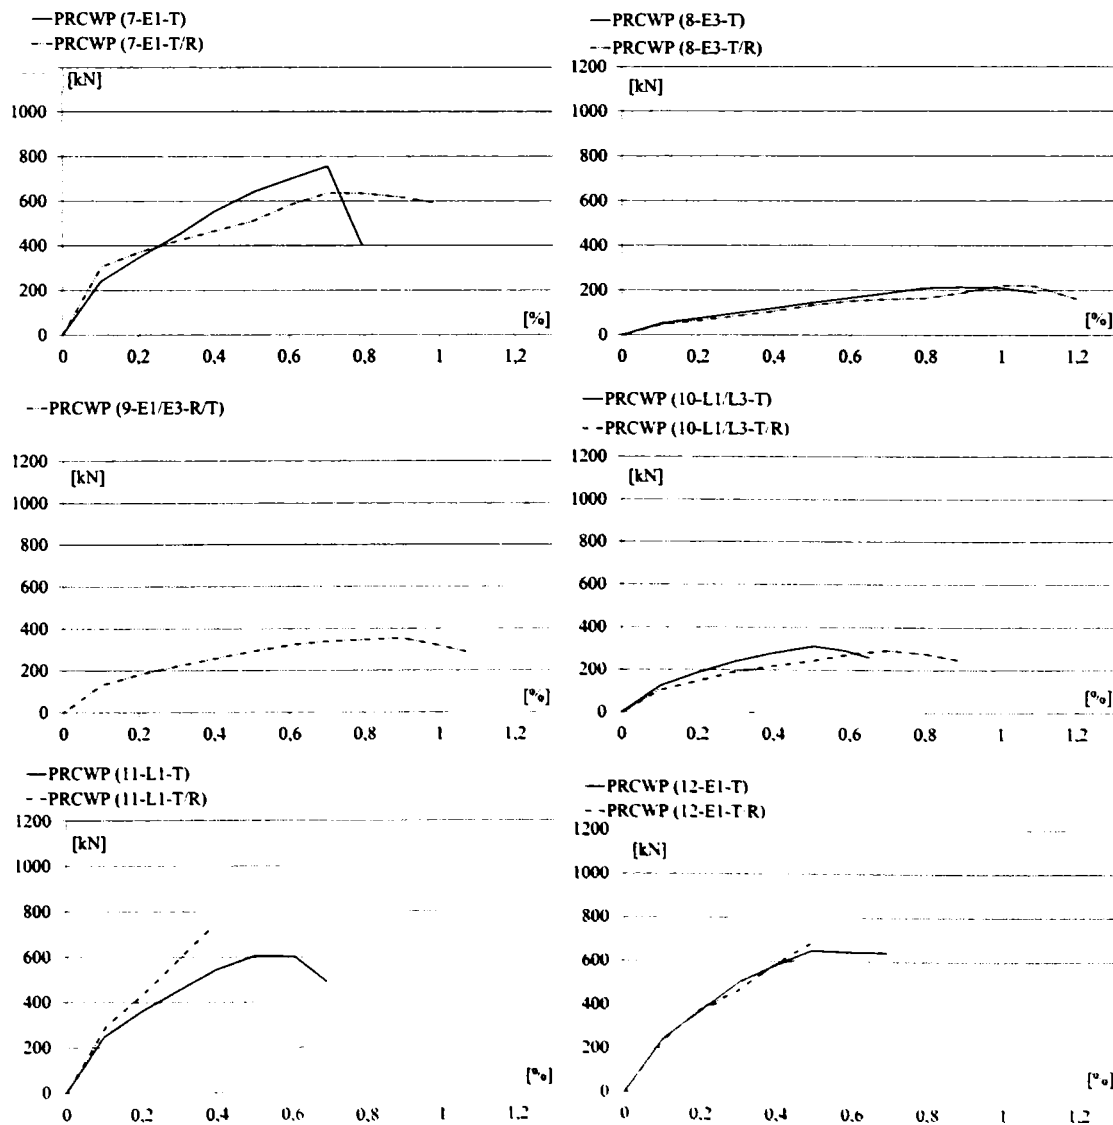 PRCWP (7-E1-T)
PRCWP (7-E1-T/R)
[kN]
1000
800
600
400
200
0
[%]
0 0,2 0,4 0,6 0,8 1 1,2
PRCWP (8-E3-T)
PRCWP (8-E3-T/R)
1200
[kN]
1000
800
600
400
200
0
[%]
0 0,2 0,4 0,6 0,8 1 1,2
PRCWP (9-E1/E3-R/T)
1200
[kN]
1000
800
600
400
200
0
[%]
0 0,2 0,4 0,6 0,8 1 1,2
PRCWP (10-L1/L3-T)
PRCWP (10-L1/L3-T/R)
1200
[kN]
1000
800
600
400
200
0
[%]
0 0,2 0,4 0,6 0,8 1 1,2
PRCWP (11-L1-T)
PRCWP (11-L1-T/R)
1200
[kN]
1000
800
600
400
200
0
[%]
0 0,2 0,4 0,6 0,8 1 1,2
PRCWP (12-E1-T)
PRCWP (12-E1-T/R)
1200
[kN]
1000
800
600
400
200
0
[%]
0 0,2 0,4 0,6 0,8 1 1,2